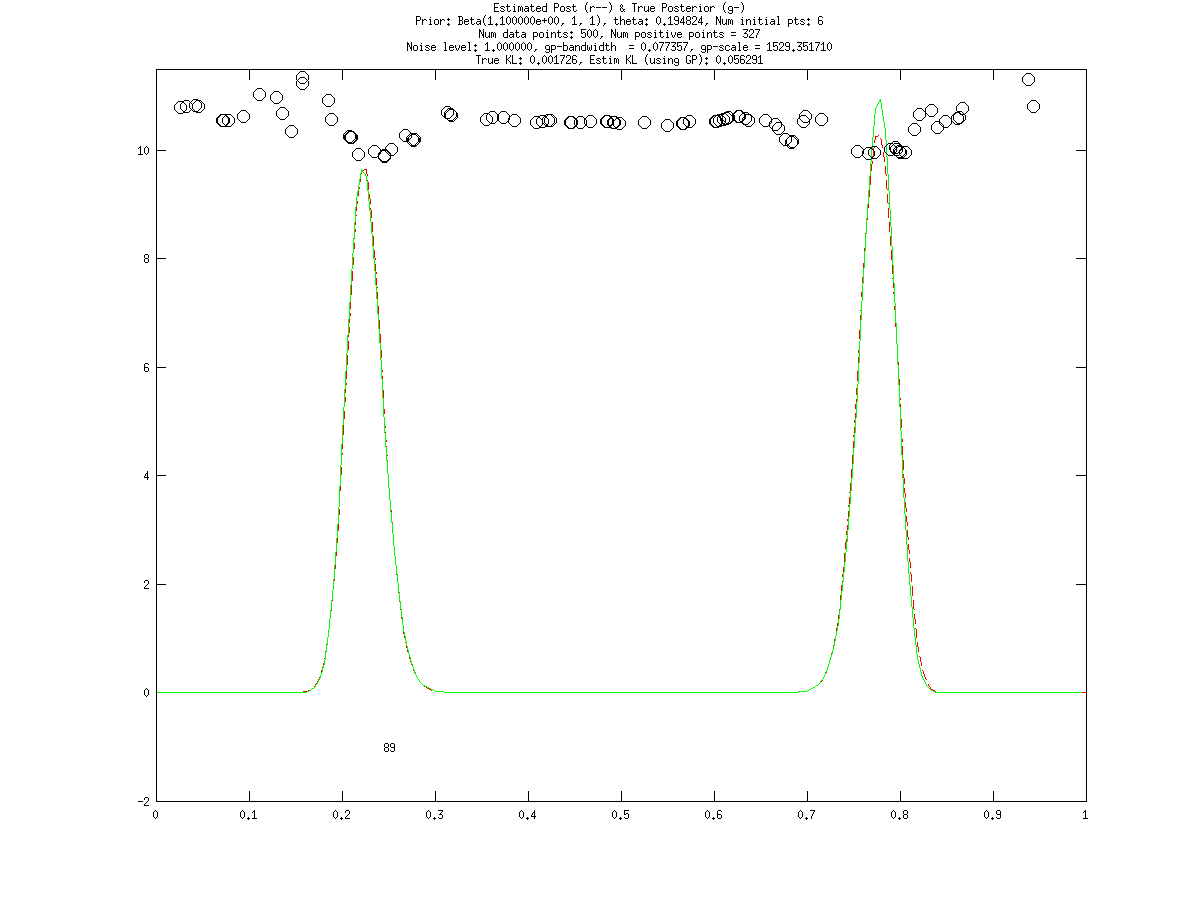 Estimated Post (r--) & True Posterior (g-)
Prior: Beta(1.100000e+00, 1, 1), theta: 0.194824, Num initial pts: 6
Num data points: 500, Num positive points = 327
Noise level: 1.000000, gp-bandwidth  = 0.077357, gp-scale = 1529.351710
True KL: 0.001726, Estim KL (using GP): 0.056291
10
8
6
4
2
0
89
-2
0 0.1 0.2 0.3 0.4 0.5 0.6 0.7 0.8 0.9 1